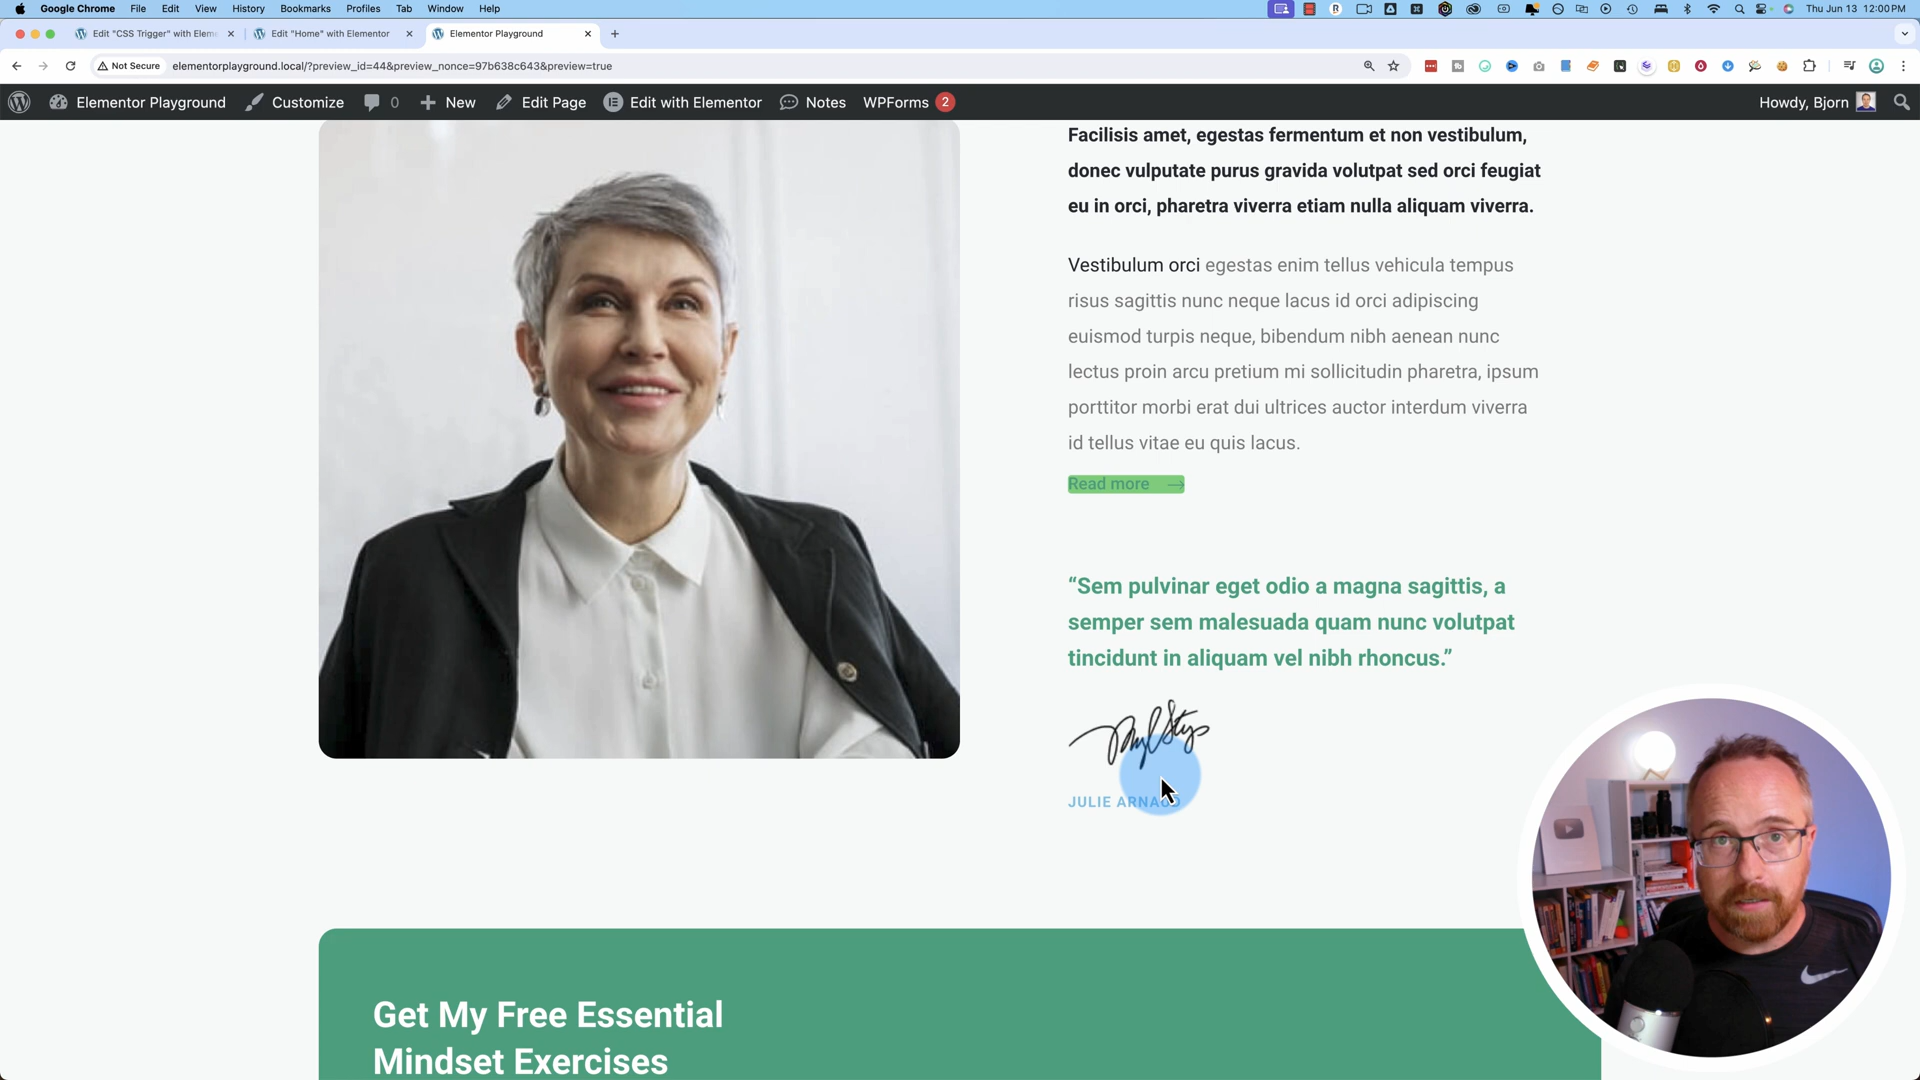 Google Chrome File Edit View History Bookmarks Profiles Tab Window Help Thu Jun 13 12:00 PM
Edit "CSS Trigger" with Elem Edit "Home" with Elementor Elementor Playground
Not Secure elementorplayground.local/?preview_id=44&preview_nonce=97b638c643&preview=true
Elementor Playground Customize 0 New Edit Page Edit with Elementor Notes WPForms 2 Howdy, Bjorn
Facilisis amet, egestas fermentum et non vestibulum,
donec vulputate purus gravida volutpat sed orci feugiat
eu in orci, pharetra viverra etiam nulla aliquam viverra.
Vestibulum orci egestas enim tellus vehicula tempus
risus sagittis nunc neque lacus id orci adipiscing
euismod turpis neque, bibendum nibh aenean nunc
lectus proin arcu pretium mi sollicitudin pharetra, ipsum
porttitor morbi erat dui ultrices auctor interdum viverra
id tellus vitae eu quis lacus.
Read more →
“Sem pulvinar eget odio a magna sagittis, a
semper sem malesuada quam nunc volutpat
tincidunt in aliquam vel nibh rhoncus.”
JULIE ARNAUD
Get My Free Essential
Mindset Exercises